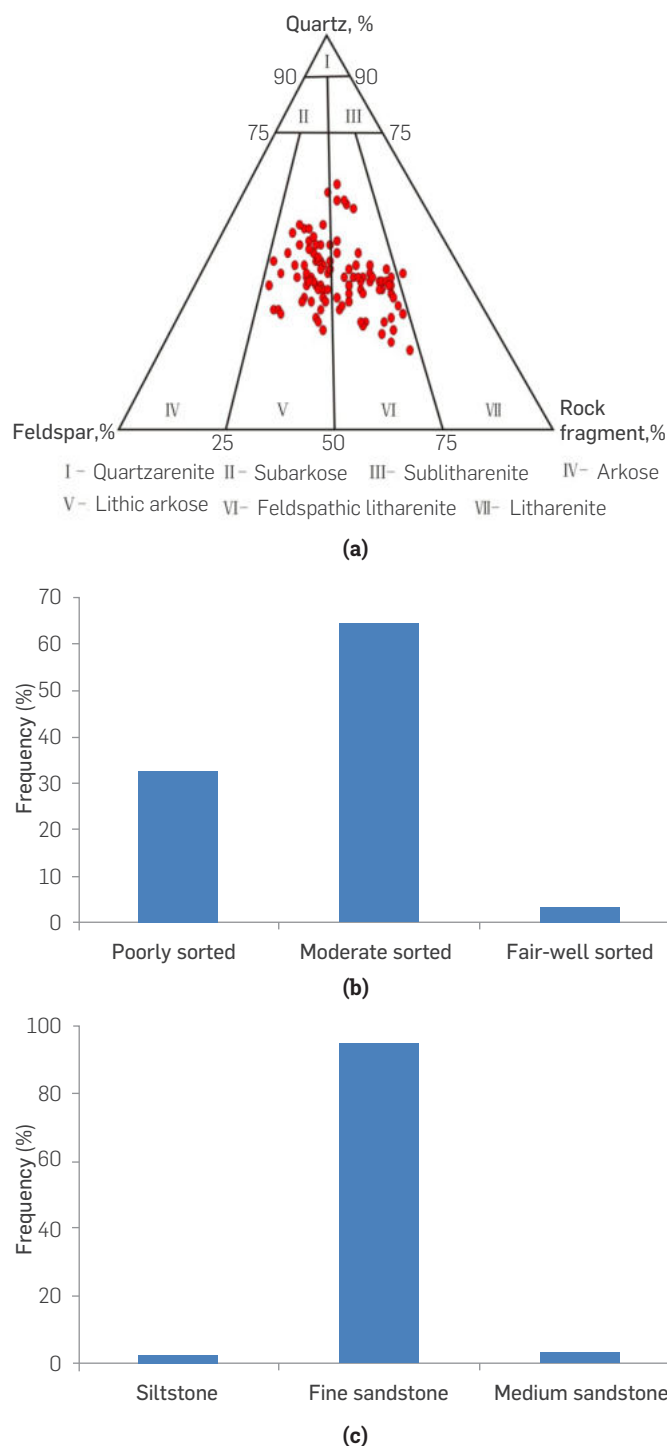 Quartz, %
I
90 90
II III
75 75
IV V VI VII
Feldspar,% Rock
25 50 75 fragment,%
I – Quartzarenite II – Subarkose III – Sublitharenite IV – Arkose
V – Lithic arkose VI – Feldspathic litharenite VII – Litharenite
(a)
70
60
50
40
30
20
10
0
Frequency (%)
Poorly sorted Moderate sorted Fair-well sorted
(b)
100
80
60
40
20
0
Frequency (%)
Siltstone Fine sandstone Medium sandstone
(c)